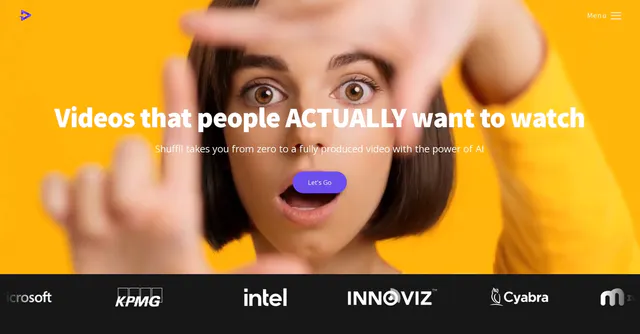 Menu
Videos that people ACTUALLY want to watch
Shuffll takes you from zero to a fully produced video with the power of AI
Let's Go
icrosoft
KPMG
intel
INNOVIZ™
Cyabra